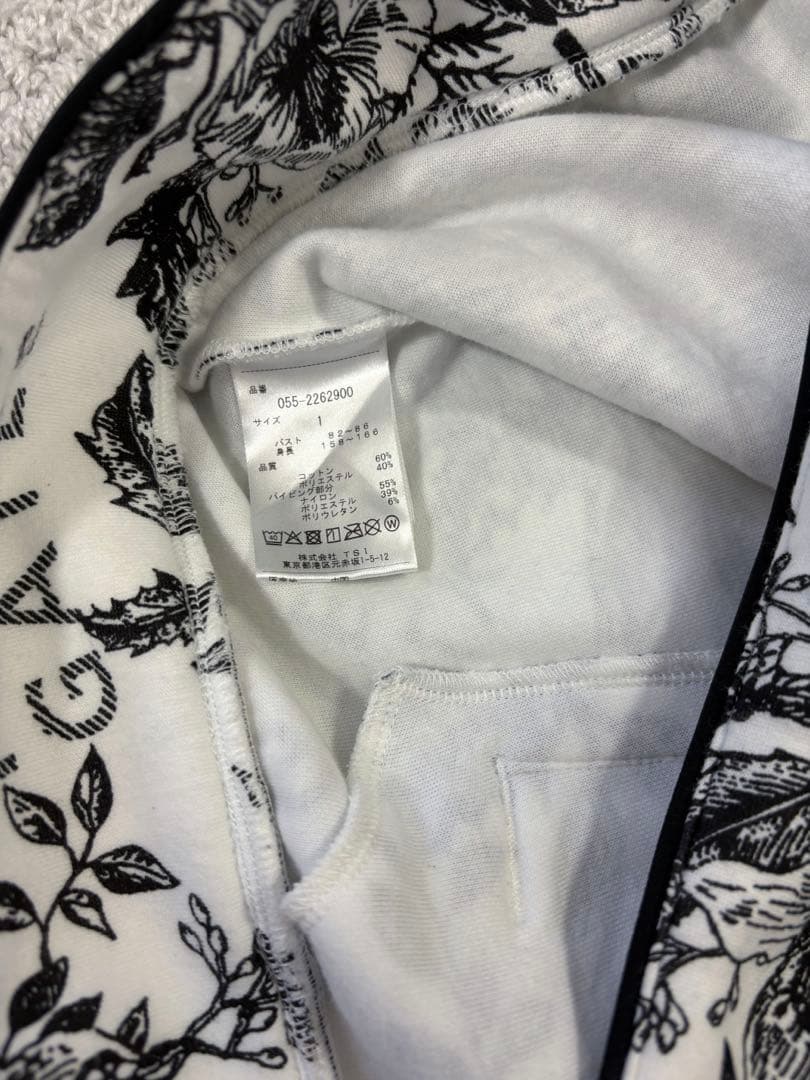 品番
055-2262900
サイズ 1
バスト 82~86
身長 158~166
品質
コットン 60%
ポリエステル 40%
パイピング部分
ナイロン 55%
ポリエステル 39%
ポリウレタン 6%
40 W
株式会社 TSI
東京都港区元赤坂1-5-12
GA